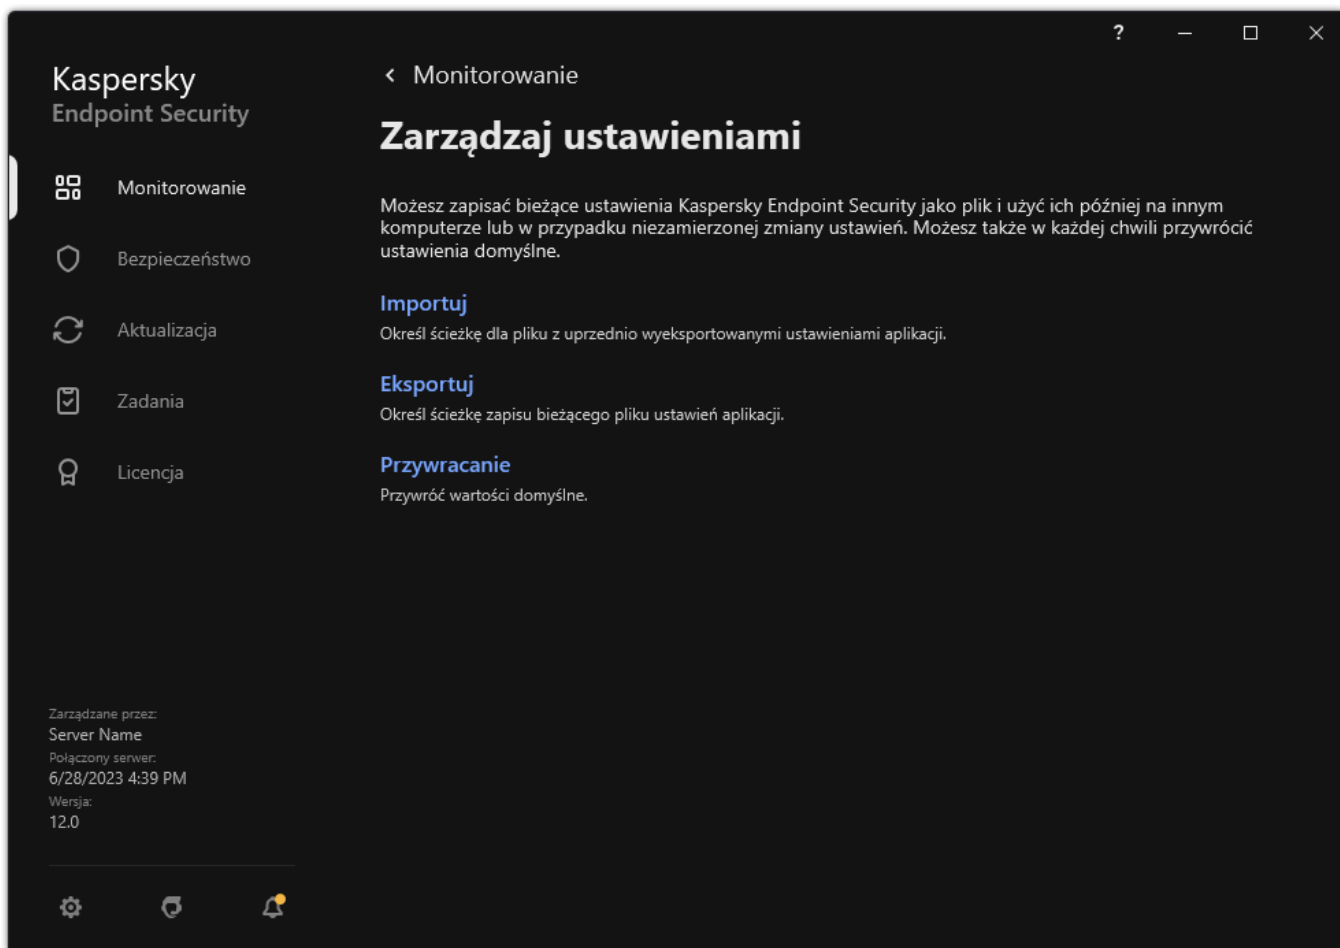 ?
Kaspersky
Endpoint Security
Monitorowanie
Bezpieczeństwo
Aktualizacja
Zadania
Licencja
Zarządzane przez:
Server Name
Połączony serwer:
6/28/2023 4:39 PM
Wersja:
12.0
Monitorowanie
Zarządzaj ustawieniami
Możesz zapisać bieżące ustawienia Kaspersky Endpoint Security jako plik i użyć ich później na innym
komputerze lub w przypadku niezamierzonej zmiany ustawień. Możesz także w każdej chwili przywrócić
ustawienia domyślne.
Importuj
Określ ścieżkę dla pliku z uprzednio wyeksportowanymi ustawieniami aplikacji.
Eksportuj
Określ ścieżkę zapisu bieżącego pliku ustawień aplikacji.
Przywracanie
Przywróć wartości domyślne.